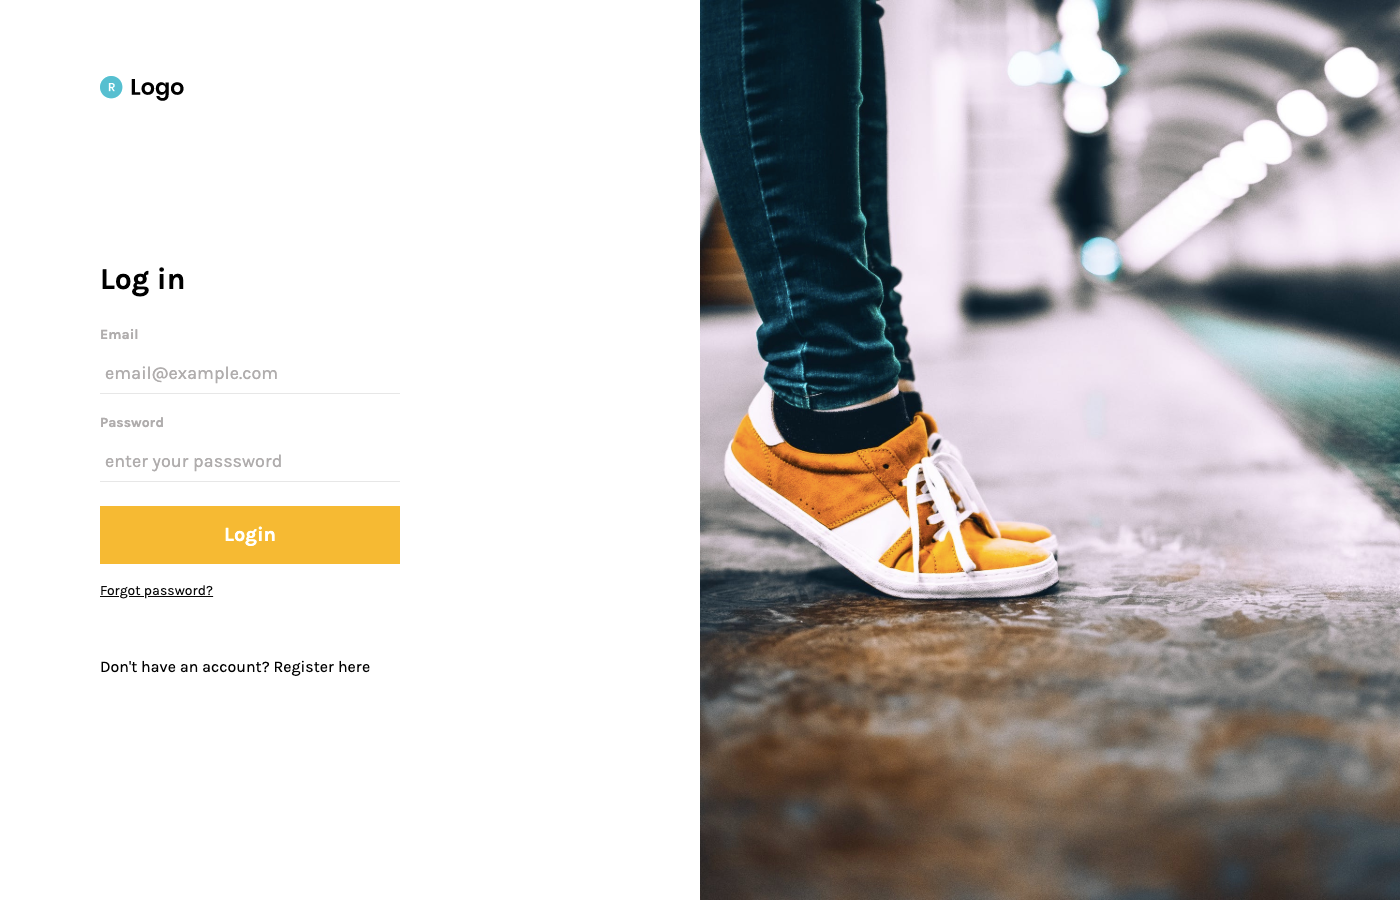 R Logo
Log in
Email
email@example.com
Password
enter your passsword
Login
Forgot password?
Don't have an account? Register here